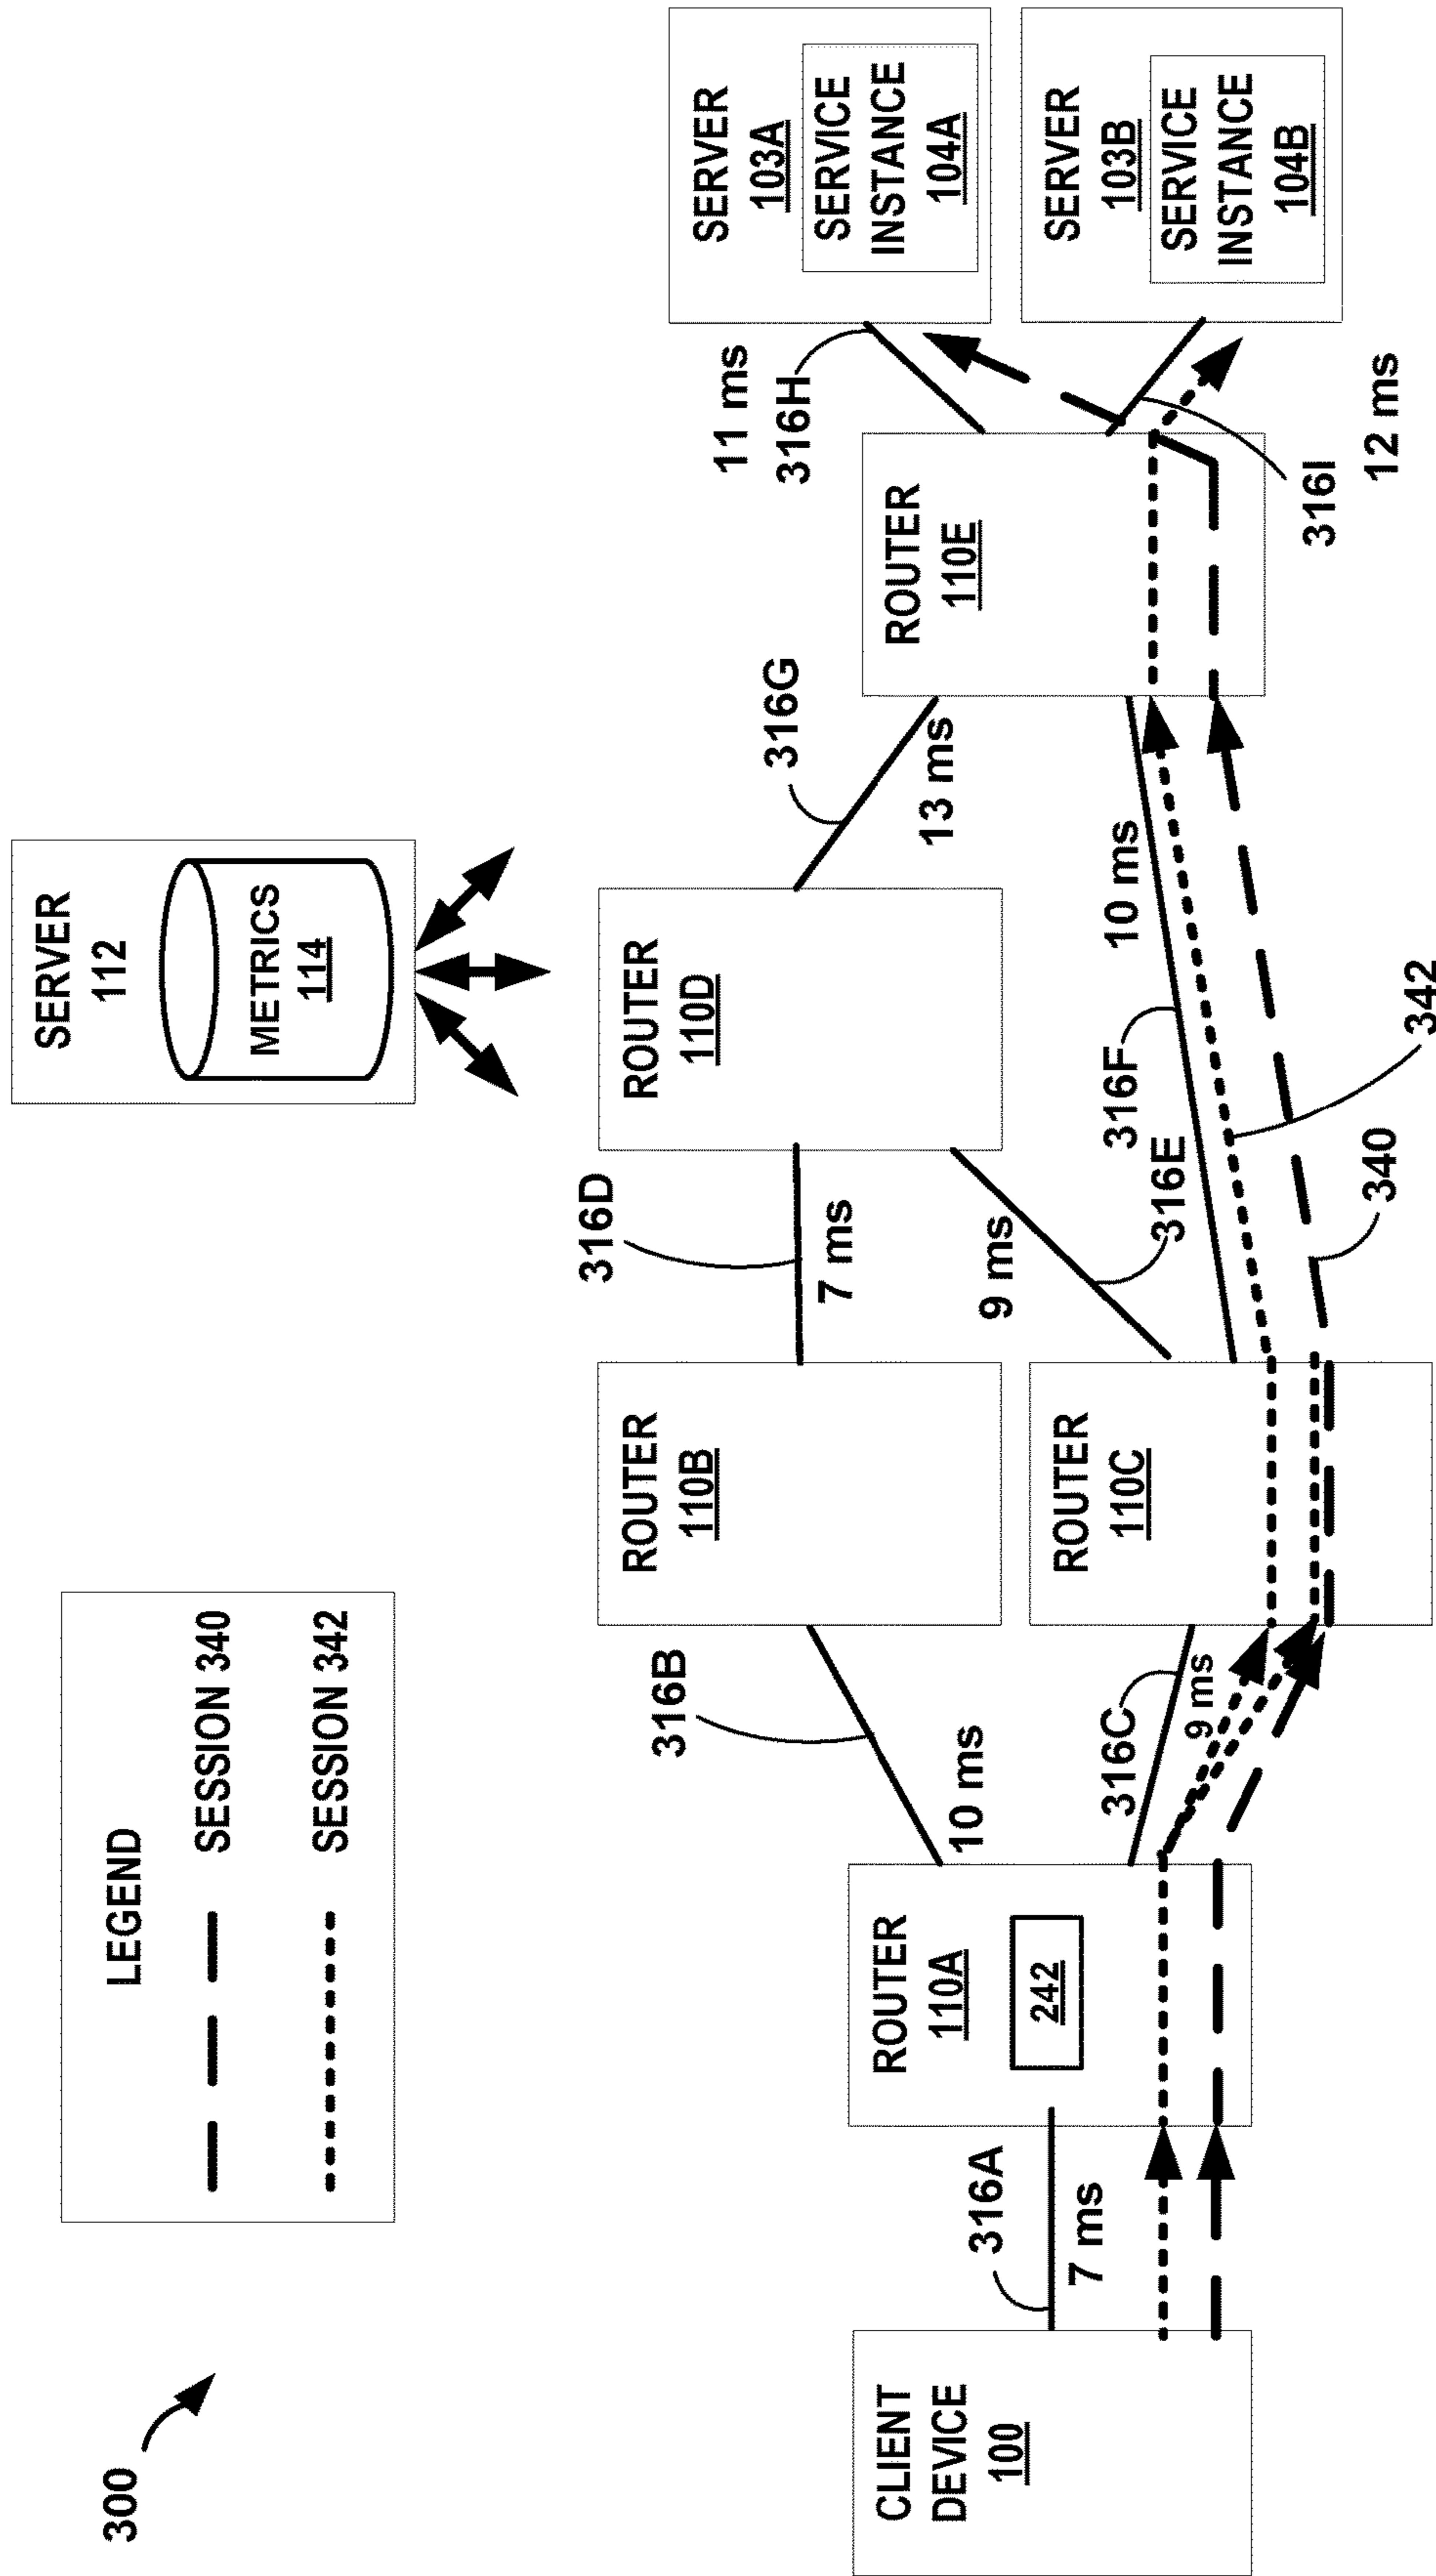 300
LEGEND
SESSION 340
SESSION 342
SERVER
112
METRICS
114
CLIENT
DEVICE
100
316A
7 ms
ROUTER
110A
242
316B
10 ms
316C
9 ms
ROUTER
110B
ROUTER
110C
316D
7 ms
9 ms
316E
316F
10 ms
340
342
ROUTER
110D
316G
13 ms
ROUTER
110E
11 ms
316H
316I
12 ms
SERVER
103A
SERVICE
INSTANCE
104A
SERVER
103B
SERVICE
INSTANCE
104B